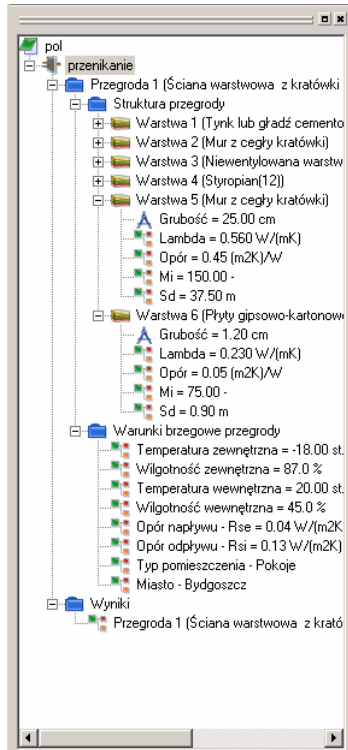 pol
przenikanie
Przegroda 1 (Ściana warstwowa z kratówki
Struktura przegrody
Warstwa 1 (Tynk lub gładź cemento
Warstwa 2 (Mur z cegły kratówki)
Warstwa 3 (Niewentylowana warstw
Warstwa 4 (Styropian(12))
Warstwa 5 (Mur z cegły kratówki)
Grubość = 25.00 cm
Lambda = 0.560 W/(mK)
Opór = 0.45 (m2K)/W
Mi = 150.00 -
Sd = 37.50 m
Warstwa 6 (Płyty gipsowo-kartonow
Grubość = 1.20 cm
Lambda = 0.230 W/(mK)
Opór = 0.05 (m2K)/W
Mi = 75.00 -
Sd = 0.90 m
Warunki brzegowe przegrody
Temperatura zewnętrzna = -18.00 st.
Wilgotność zewnętrzna = 87.0 %
Temperatura wewnętrzna = 20.00 st.
Wilgotność wewnętrzna = 45.0 %
Opór napływu - Rse = 0.04 W/(m2K
Opór odpływu - Rsi = 0.13 W/(m2K)
Typ pomieszczenia - Pokoje
Miasto - Bydgoszcz
Wyniki
Przegroda 1 (Ściana warstwowa z krató